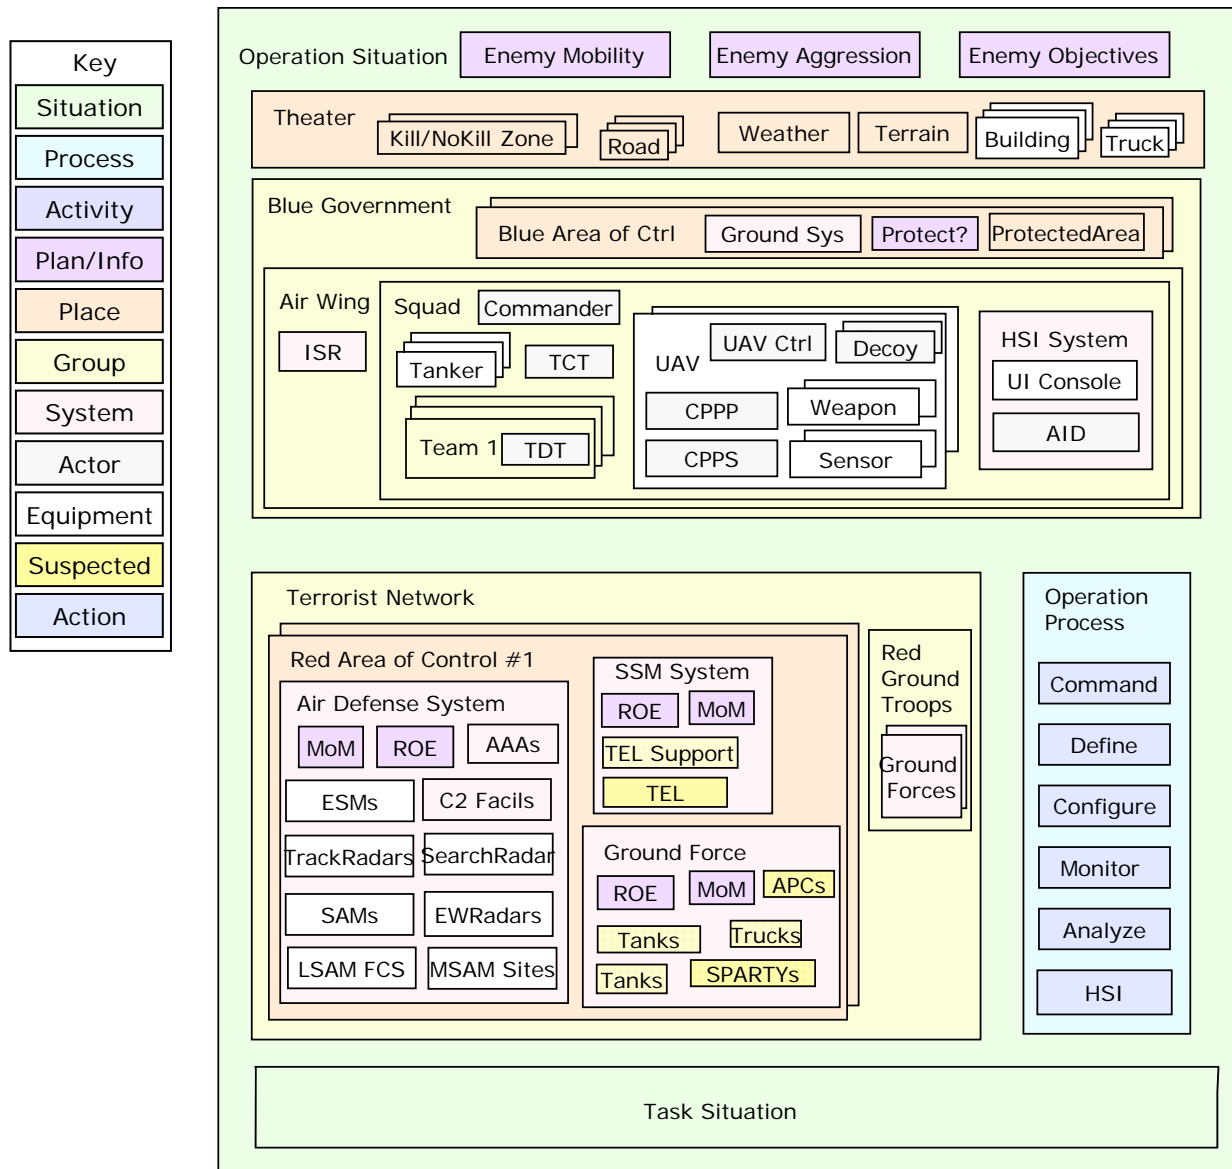 Key
Situation
Process
Activity
Plan/Info
Place
Group
System
Actor
Equipment
Suspected
Action
Operation Situation
Enemy Mobility
Enemy Aggression
Enemy Objectives
Theater
Kill/NoKill Zone
Road
Weather
Terrain
Building
Truck
Blue Government
Blue Area of Ctrl
Ground Sys
Protect?
ProtectedArea
Air Wing
ISR
Squad
Commander
Tanker
TCT
Team 1
TDT
UAV
UAV Ctrl
Decoy
CPPP
Weapon
CPPS
Sensor
HSI System
UI Console
AID
Terrorist Network
Red Area of Control #1
Air Defense System
MoM
ROE
AAAs
ESMs
C2 Facils
TrackRadars
SearchRadar
SAMs
EWRadars
LSAM FCS
MSAM Sites
SSM System
ROE
MoM
TEL Support
TEL
Ground Force
ROE
MoM
APCs
Tanks
Trucks
Tanks
SPARTYs
Red
Ground
Troops
Ground
Forces
Operation
Process
Command
Define
Configure
Monitor
Analyze
HSI
Task Situation